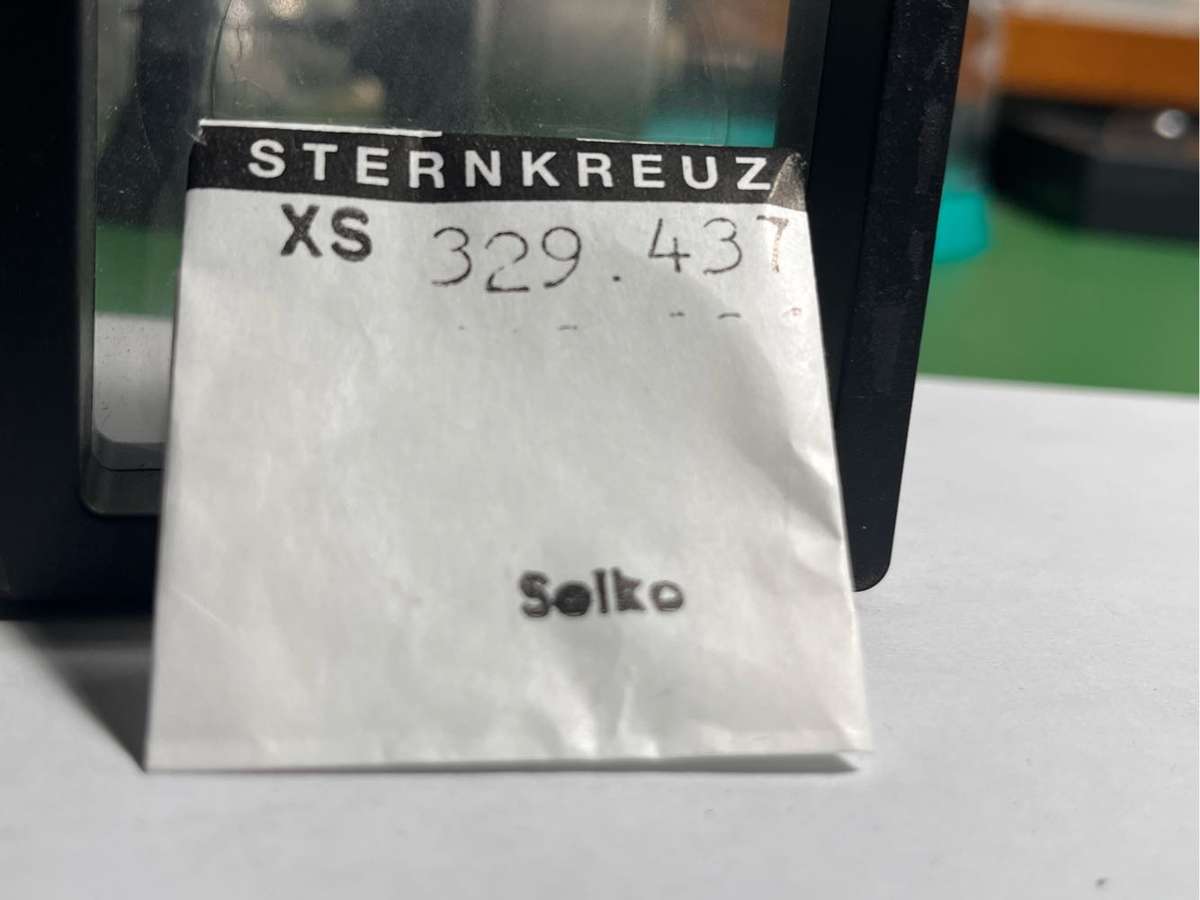 STERNKREUZ
XS 329.437
Seiko